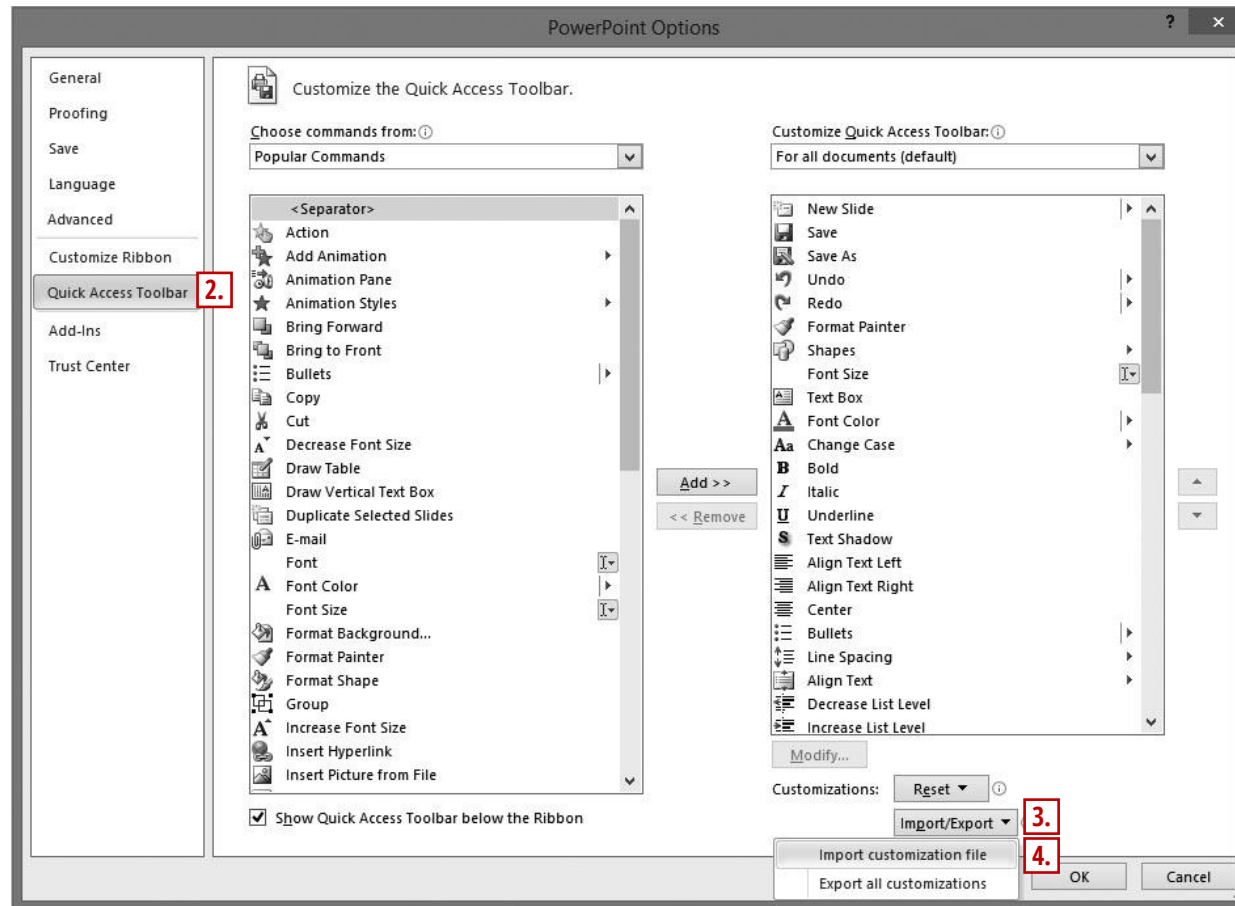 PowerPoint Options
?
×
General
Proofing
Save
Language
Advanced
Customize Ribbon
Quick Access Toolbar
2.
Add-Ins
Trust Center
Customize the Quick Access Toolbar.
Choose commands from:
Popular Commands
<Separator>
Action
Add Animation
Animation Pane
Animation Styles
Bring Forward
Bring to Front
Bullets
Copy
Cut
Decrease Font Size
Draw Table
Draw Vertical Text Box
Duplicate Selected Slides
E-mail
Font
Font Color
Font Size
Format Background...
Format Painter
Format Shape
Group
Increase Font Size
Insert Hyperlink
Insert Picture from File
Show Quick Access Toolbar below the Ribbon
Add >>
<< Remove
Customize Quick Access Toolbar:
For all documents (default)
New Slide
Save
Save As
Undo
Redo
Format Painter
Shapes
Font Size
Text Box
Font Color
Change Case
Bold
Italic
Underline
Text Shadow
Align Text Left
Align Text Right
Center
Bullets
Line Spacing
Align Text
Decrease List Level
Increase List Level
Modify...
Customizations: Reset
Import/Export
3.
Import customization file
4.
Export all customizations
OK
Cancel